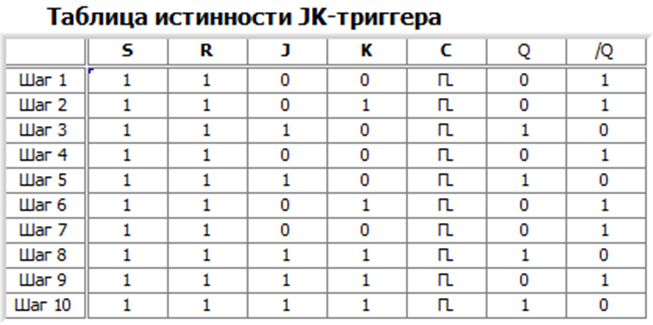 Таблица истинности JK-триггера
S R J K C Q /Q
Шаг 1 1 1 0 0 ⎍ 0 1
Шаг 2 1 1 0 1 ⎍ 0 1
Шаг 3 1 1 1 0 ⎍ 1 0
Шаг 4 1 1 0 0 ⎍ 0 1
Шаг 5 1 1 1 0 ⎍ 1 0
Шаг 6 1 1 0 1 ⎍ 0 1
Шаг 7 1 1 0 0 ⎍ 0 1
Шаг 8 1 1 1 1 ⎍ 1 0
Шаг 9 1 1 1 1 ⎍ 0 1
Шаг 10 1 1 1 1 ⎍ 1 0